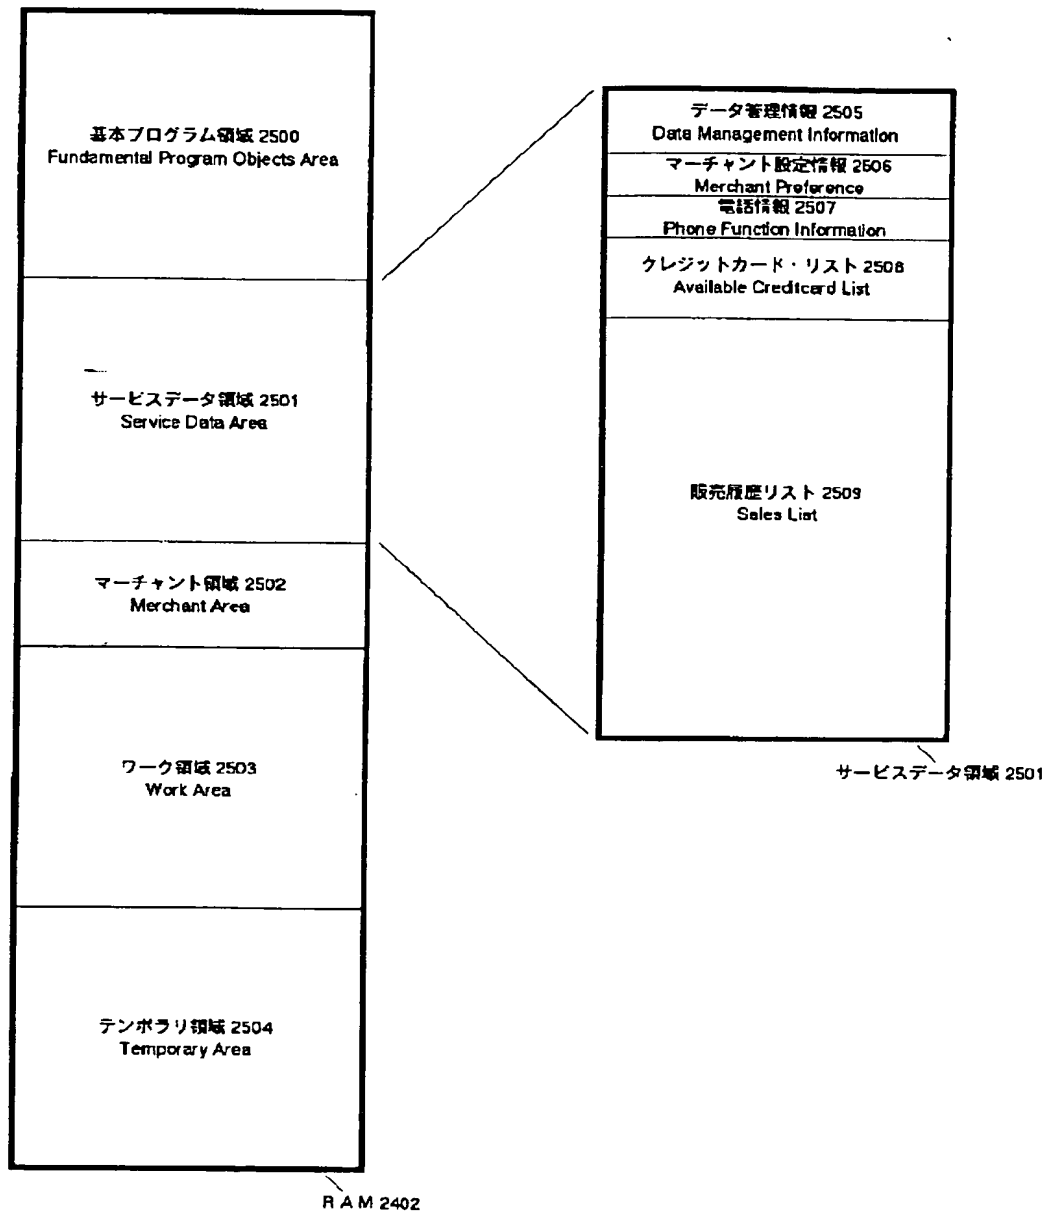 基本プログラム領域 2500
Fundamental Program Objects Area
サービスデータ領域 2501
Service Data Area
マーチャント領域 2502
Merchant Area
ワーク領域 2503
Work Area
テンポラリ領域 2504
Temporary Area
RAM 2402
データ管理情報 2505
Data Management Information
マーチャント設定情報 2506
Merchant Preference
電話情報 2507
Phone Function Information
クレジットカード・リスト 2508
Available Creditcard List
販売履歴リスト 2509
Sales List
サービスデータ領域 2501